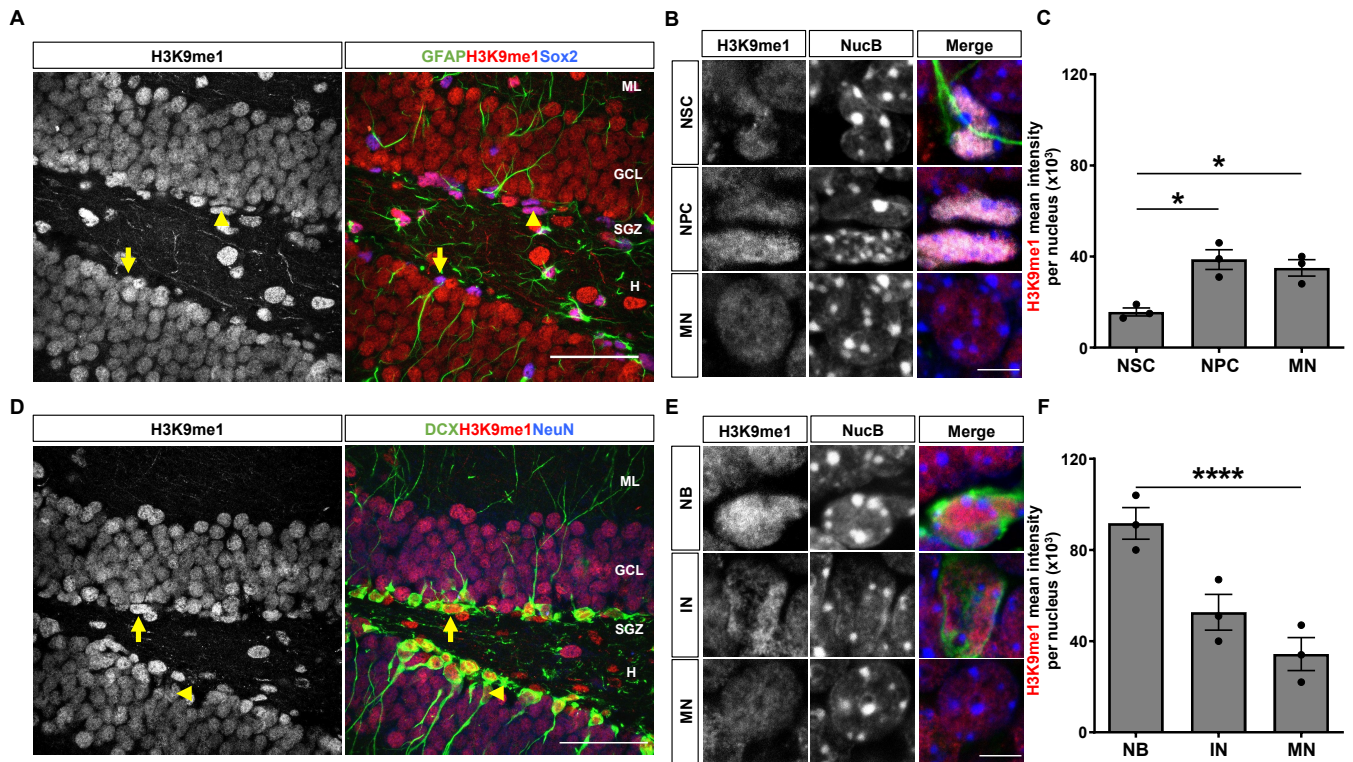 A
H3K9me1
GFAPH3K9me1Sox2
ML
GCL
SGZ
H
B
H3K9me1
NucB
Merge
NSC
NPC
MN
C
H3K9me1 mean intensity
per nucleus (x10³)
120
80
40
0
*
*
NSC
NPC
MN
D
H3K9me1
DCXH3K9me1NeuN
ML
GCL
SGZ
H
E
H3K9me1
NucB
Merge
NB
IN
MN
F
H3K9me1 mean intensity
per nucleus (x10³)
120
80
40
0
****
NB
IN
MN